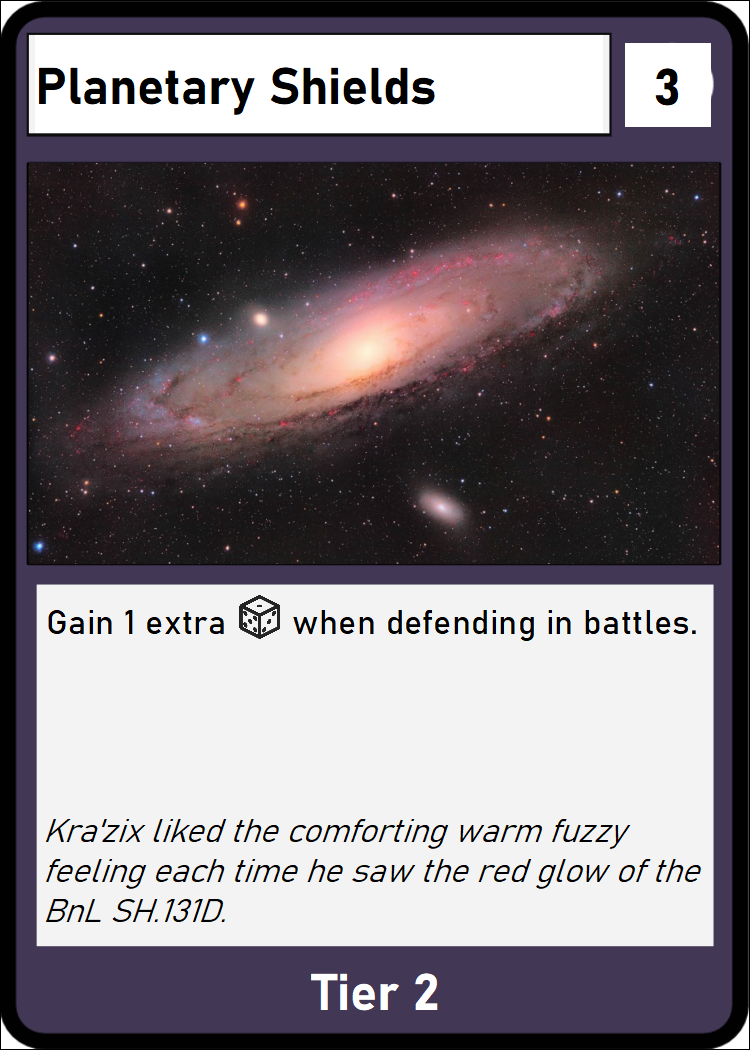 Planetary Shields
3
Gain 1 extra when defending in battles.
Kra'zix liked the comforting warm fuzzy
feeling each time he saw the red glow of the
BnL SH.131D.
Tier 2